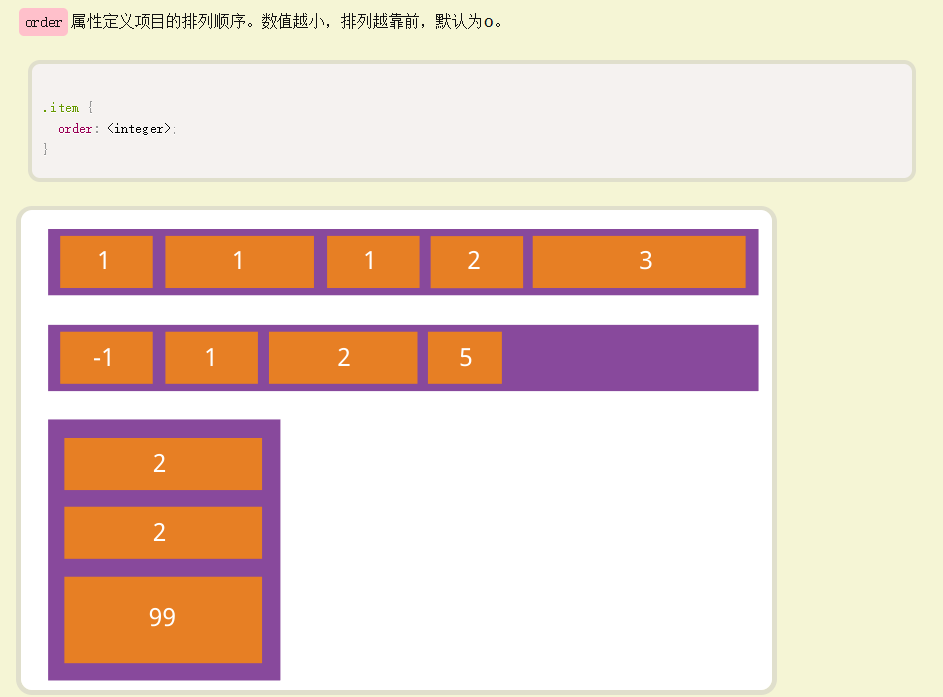 order 属性定义项目的排列顺序。数值越小，排列越靠前，默认为0。
.item {
  order: <integer>;
}
1 1 1 2 3
-1 1 2 5
2
2
99